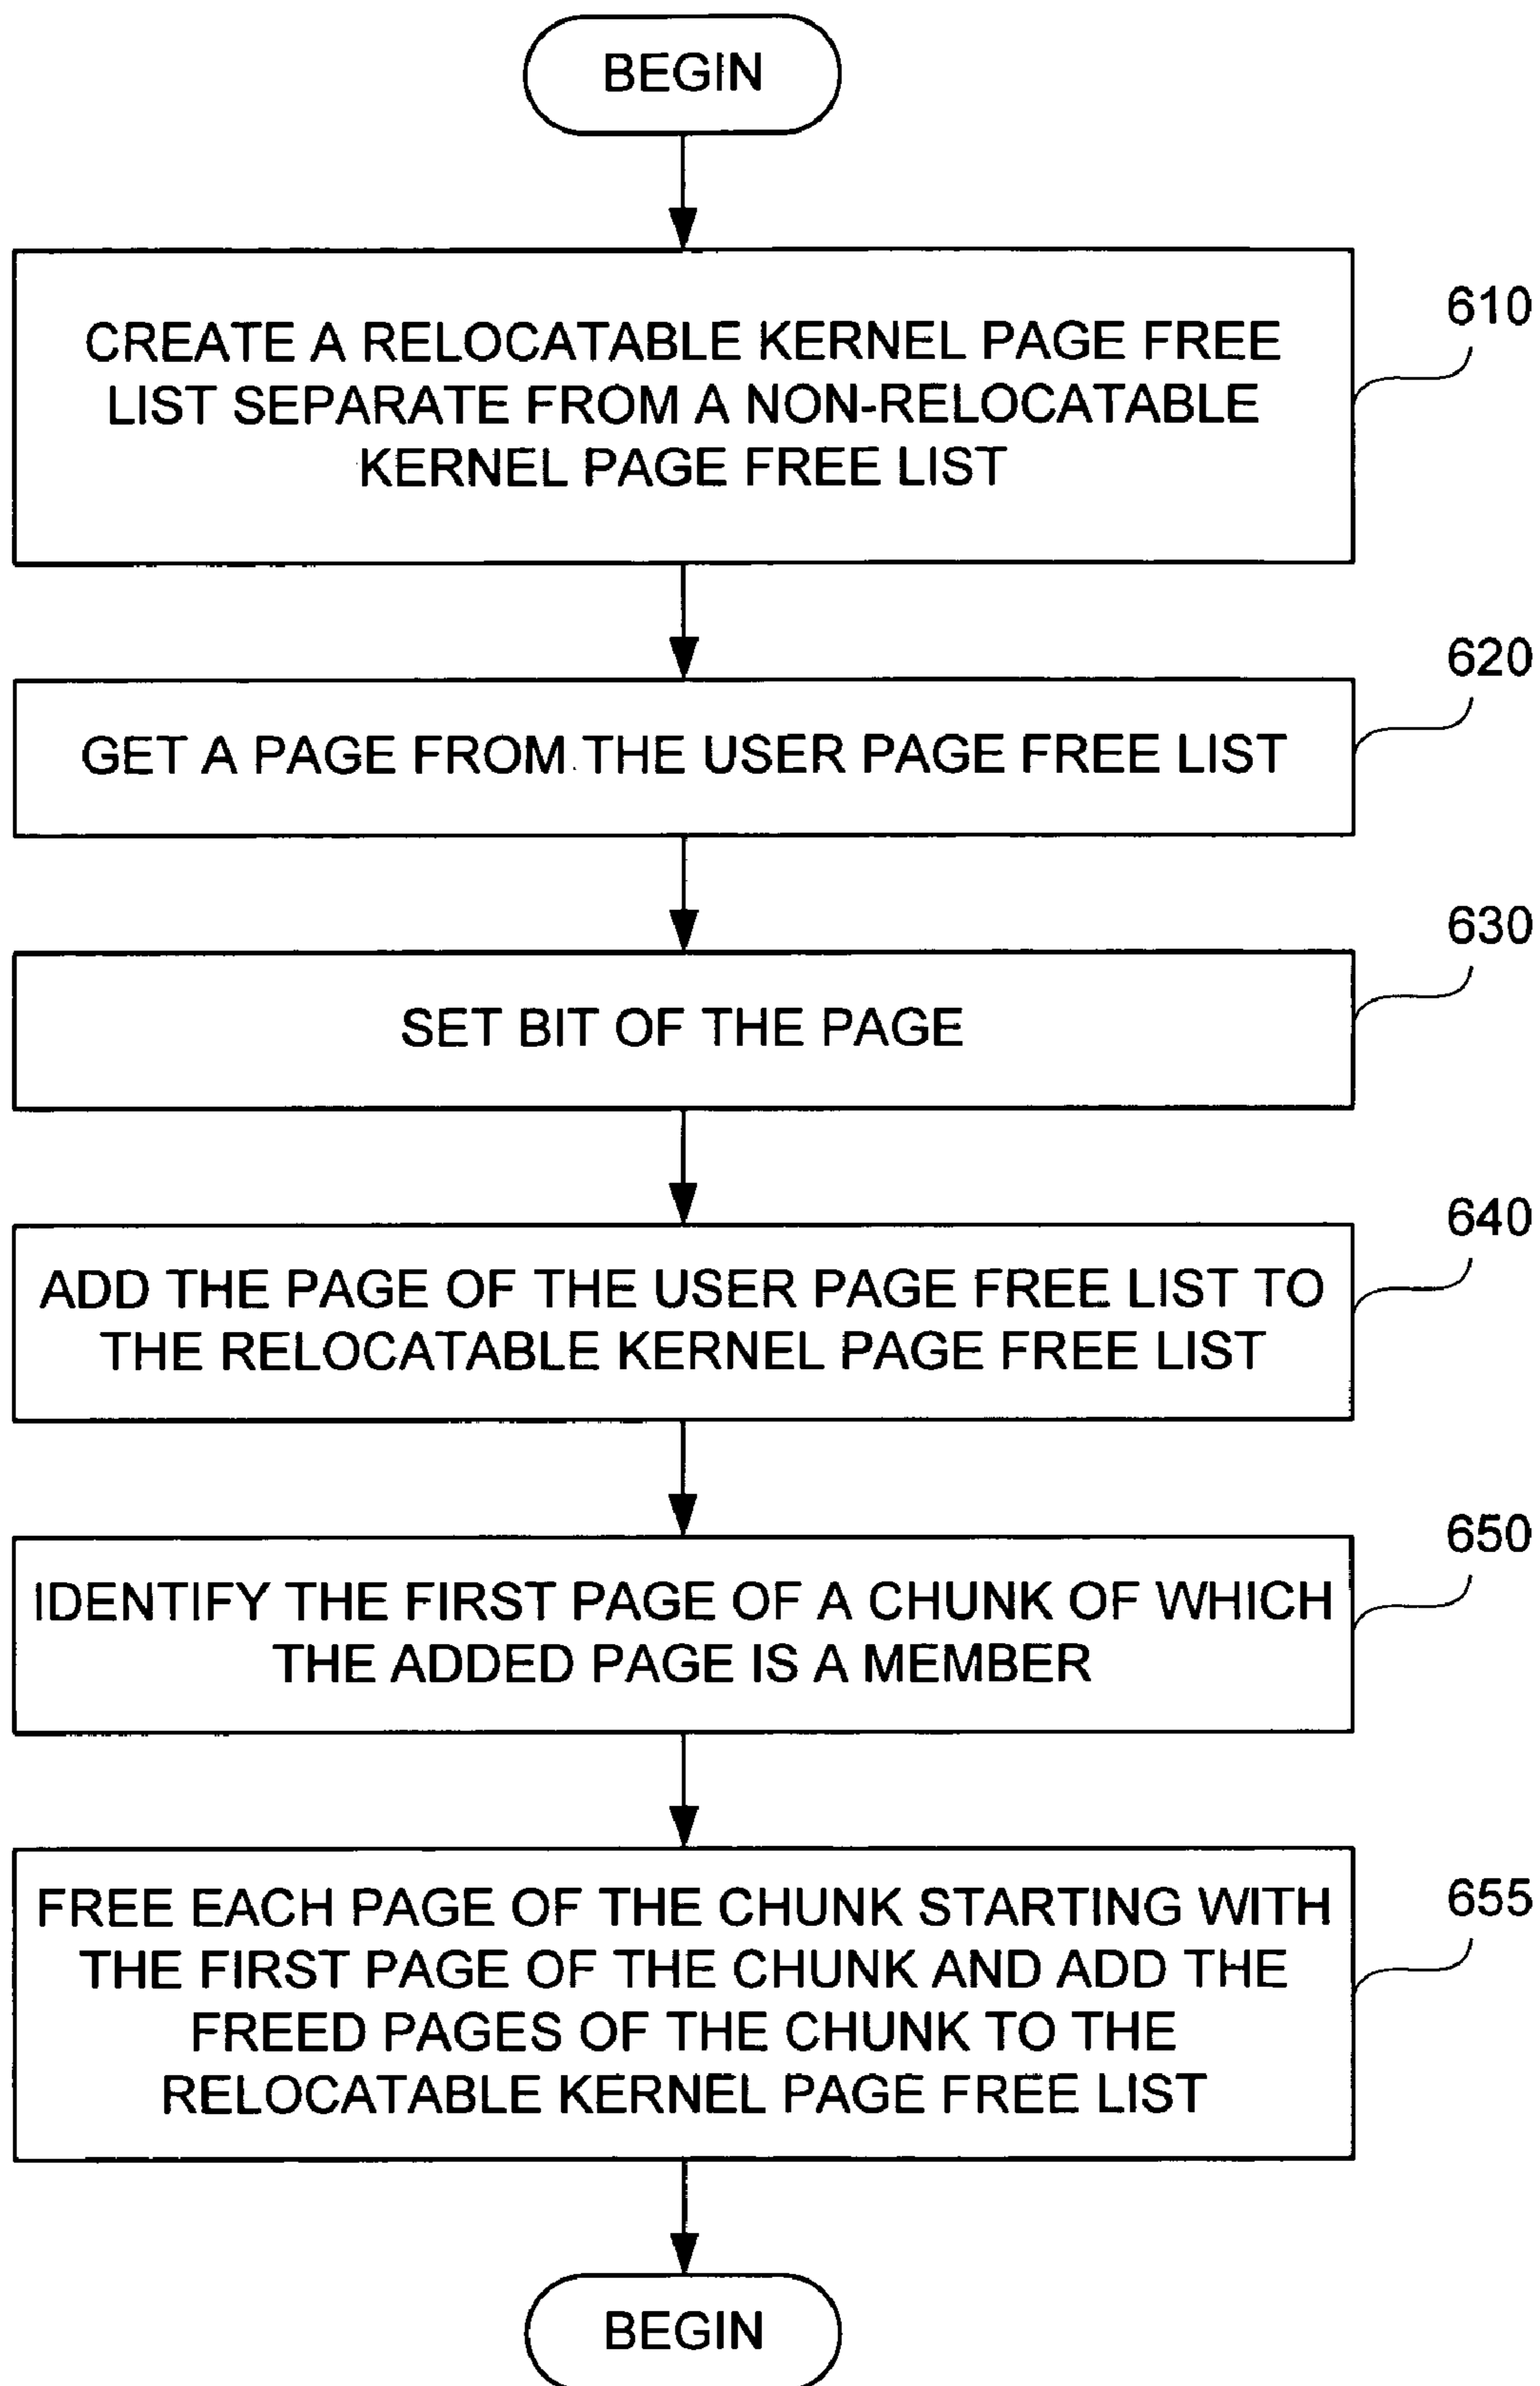 BEGIN
610
CREATE A RELOCATABLE KERNEL PAGE FREE
LIST SEPARATE FROM A NON-RELOCATABLE
KERNEL PAGE FREE LIST
620
GET A PAGE FROM THE USER PAGE FREE LIST
630
SET BIT OF THE PAGE
640
ADD THE PAGE OF THE USER PAGE FREE LIST TO
THE RELOCATABLE KERNEL PAGE FREE LIST
650
IDENTIFY THE FIRST PAGE OF A CHUNK OF WHICH
THE ADDED PAGE IS A MEMBER
655
FREE EACH PAGE OF THE CHUNK STARTING WITH
THE FIRST PAGE OF THE CHUNK AND ADD THE
FREED PAGES OF THE CHUNK TO THE
RELOCATABLE KERNEL PAGE FREE LIST
BEGIN